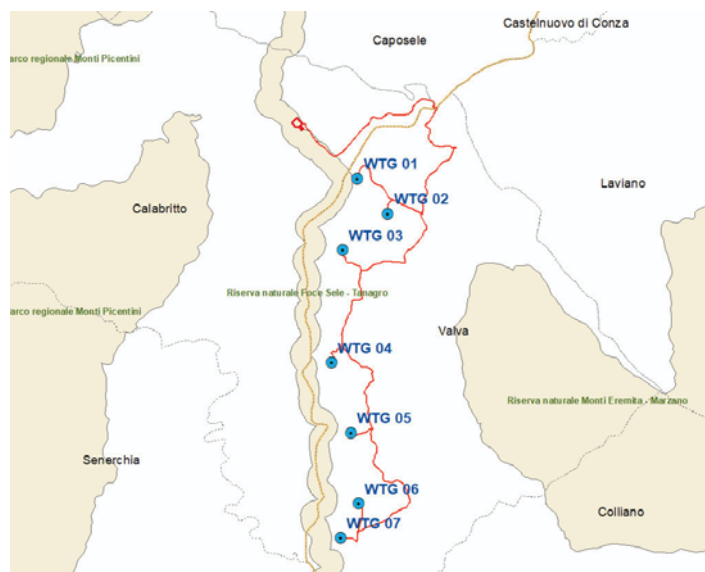 Castelnuovo di Conza
Caposele
arco regionale Monti Picentini
WTG 01
Laviano
WTG 02
Calabritto
WTG 03
Riserva naturale Foce Sele - Tanagro
arco regionale Monti Picentini
Valva
WTG 04
Riserva naturale Monti Eremita - Marzano
WTG 05
Senerchia
WTG 06
Colliano
WTG 07